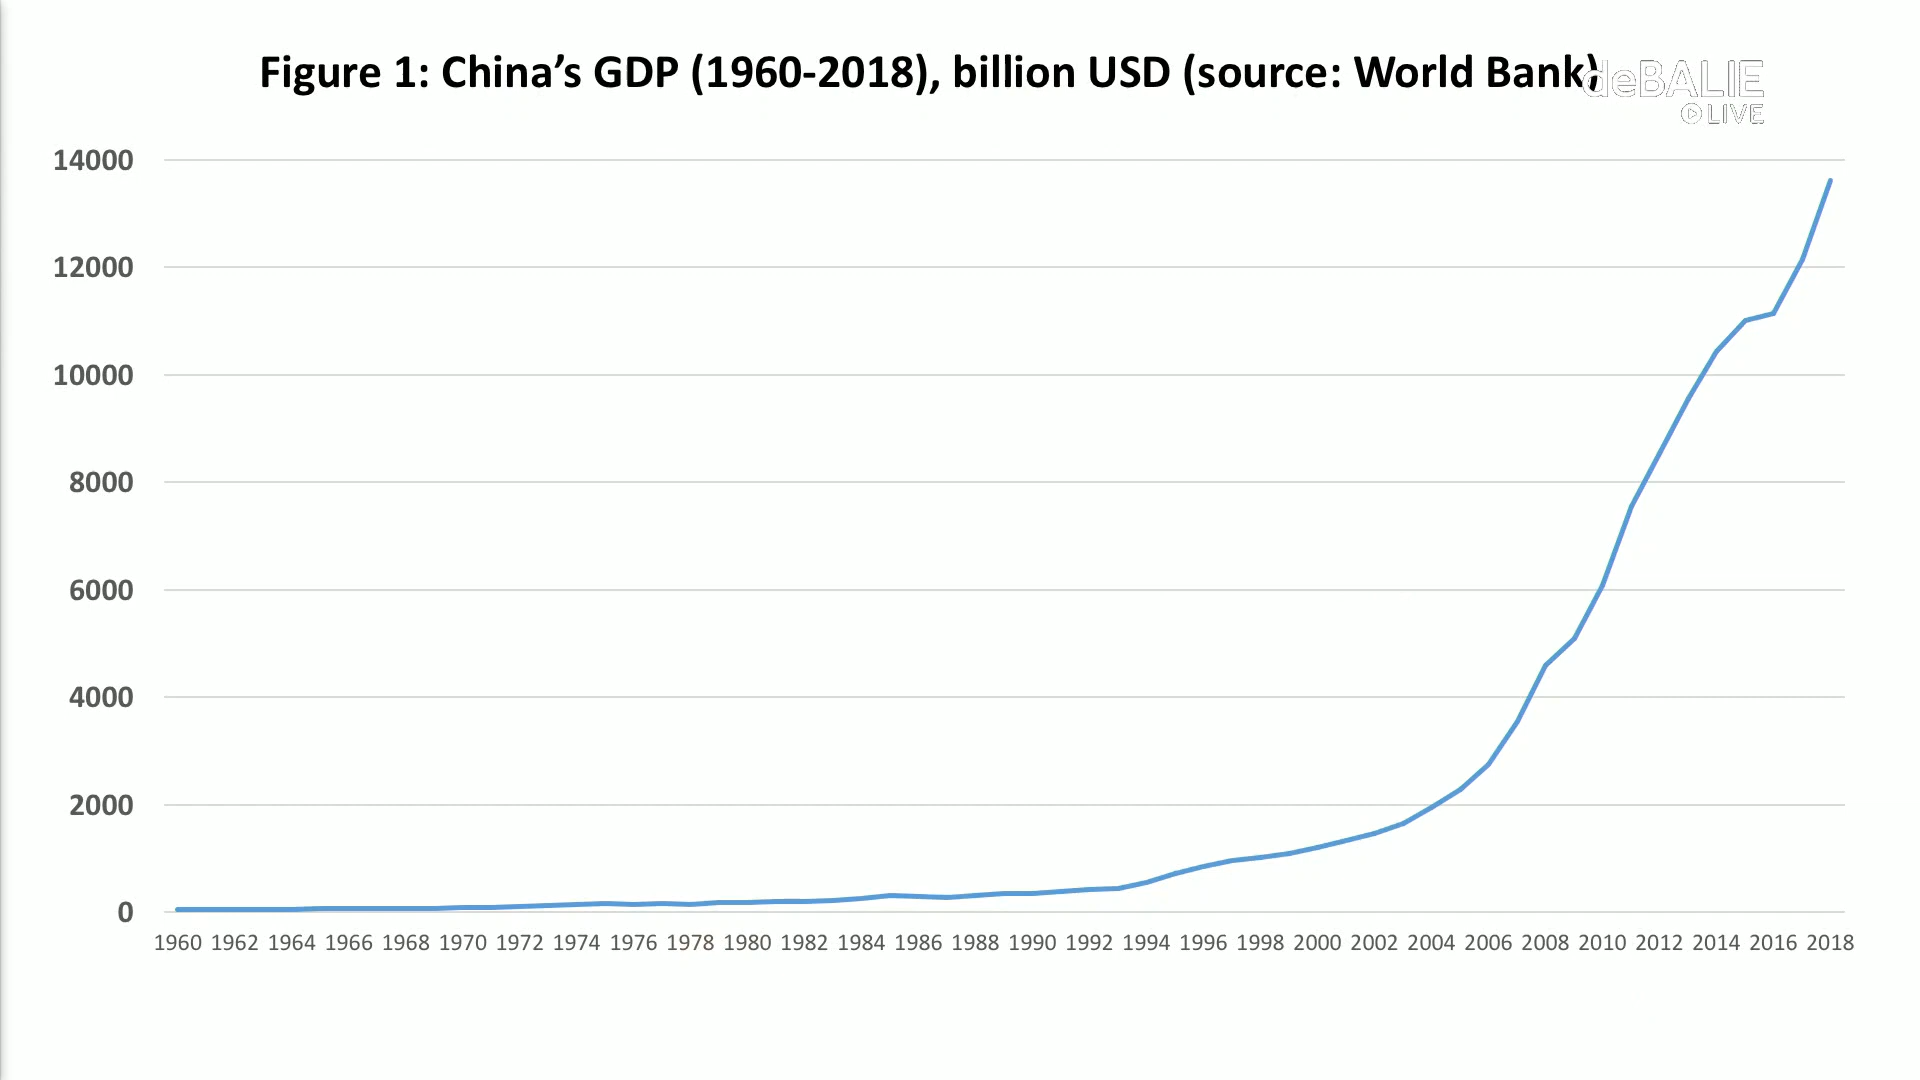 Figure 1: China’s GDP (1960-2018), billion USD (source: World Bank)
deBALIE
LIVE
14000
12000
10000
8000
6000
4000
2000
0
1960 1962 1964 1966 1968 1970 1972 1974 1976 1978 1980 1982 1984 1986 1988 1990 1992 1994 1996 1998 2000 2002 2004 2006 2008 2010 2012 2014 2016 2018